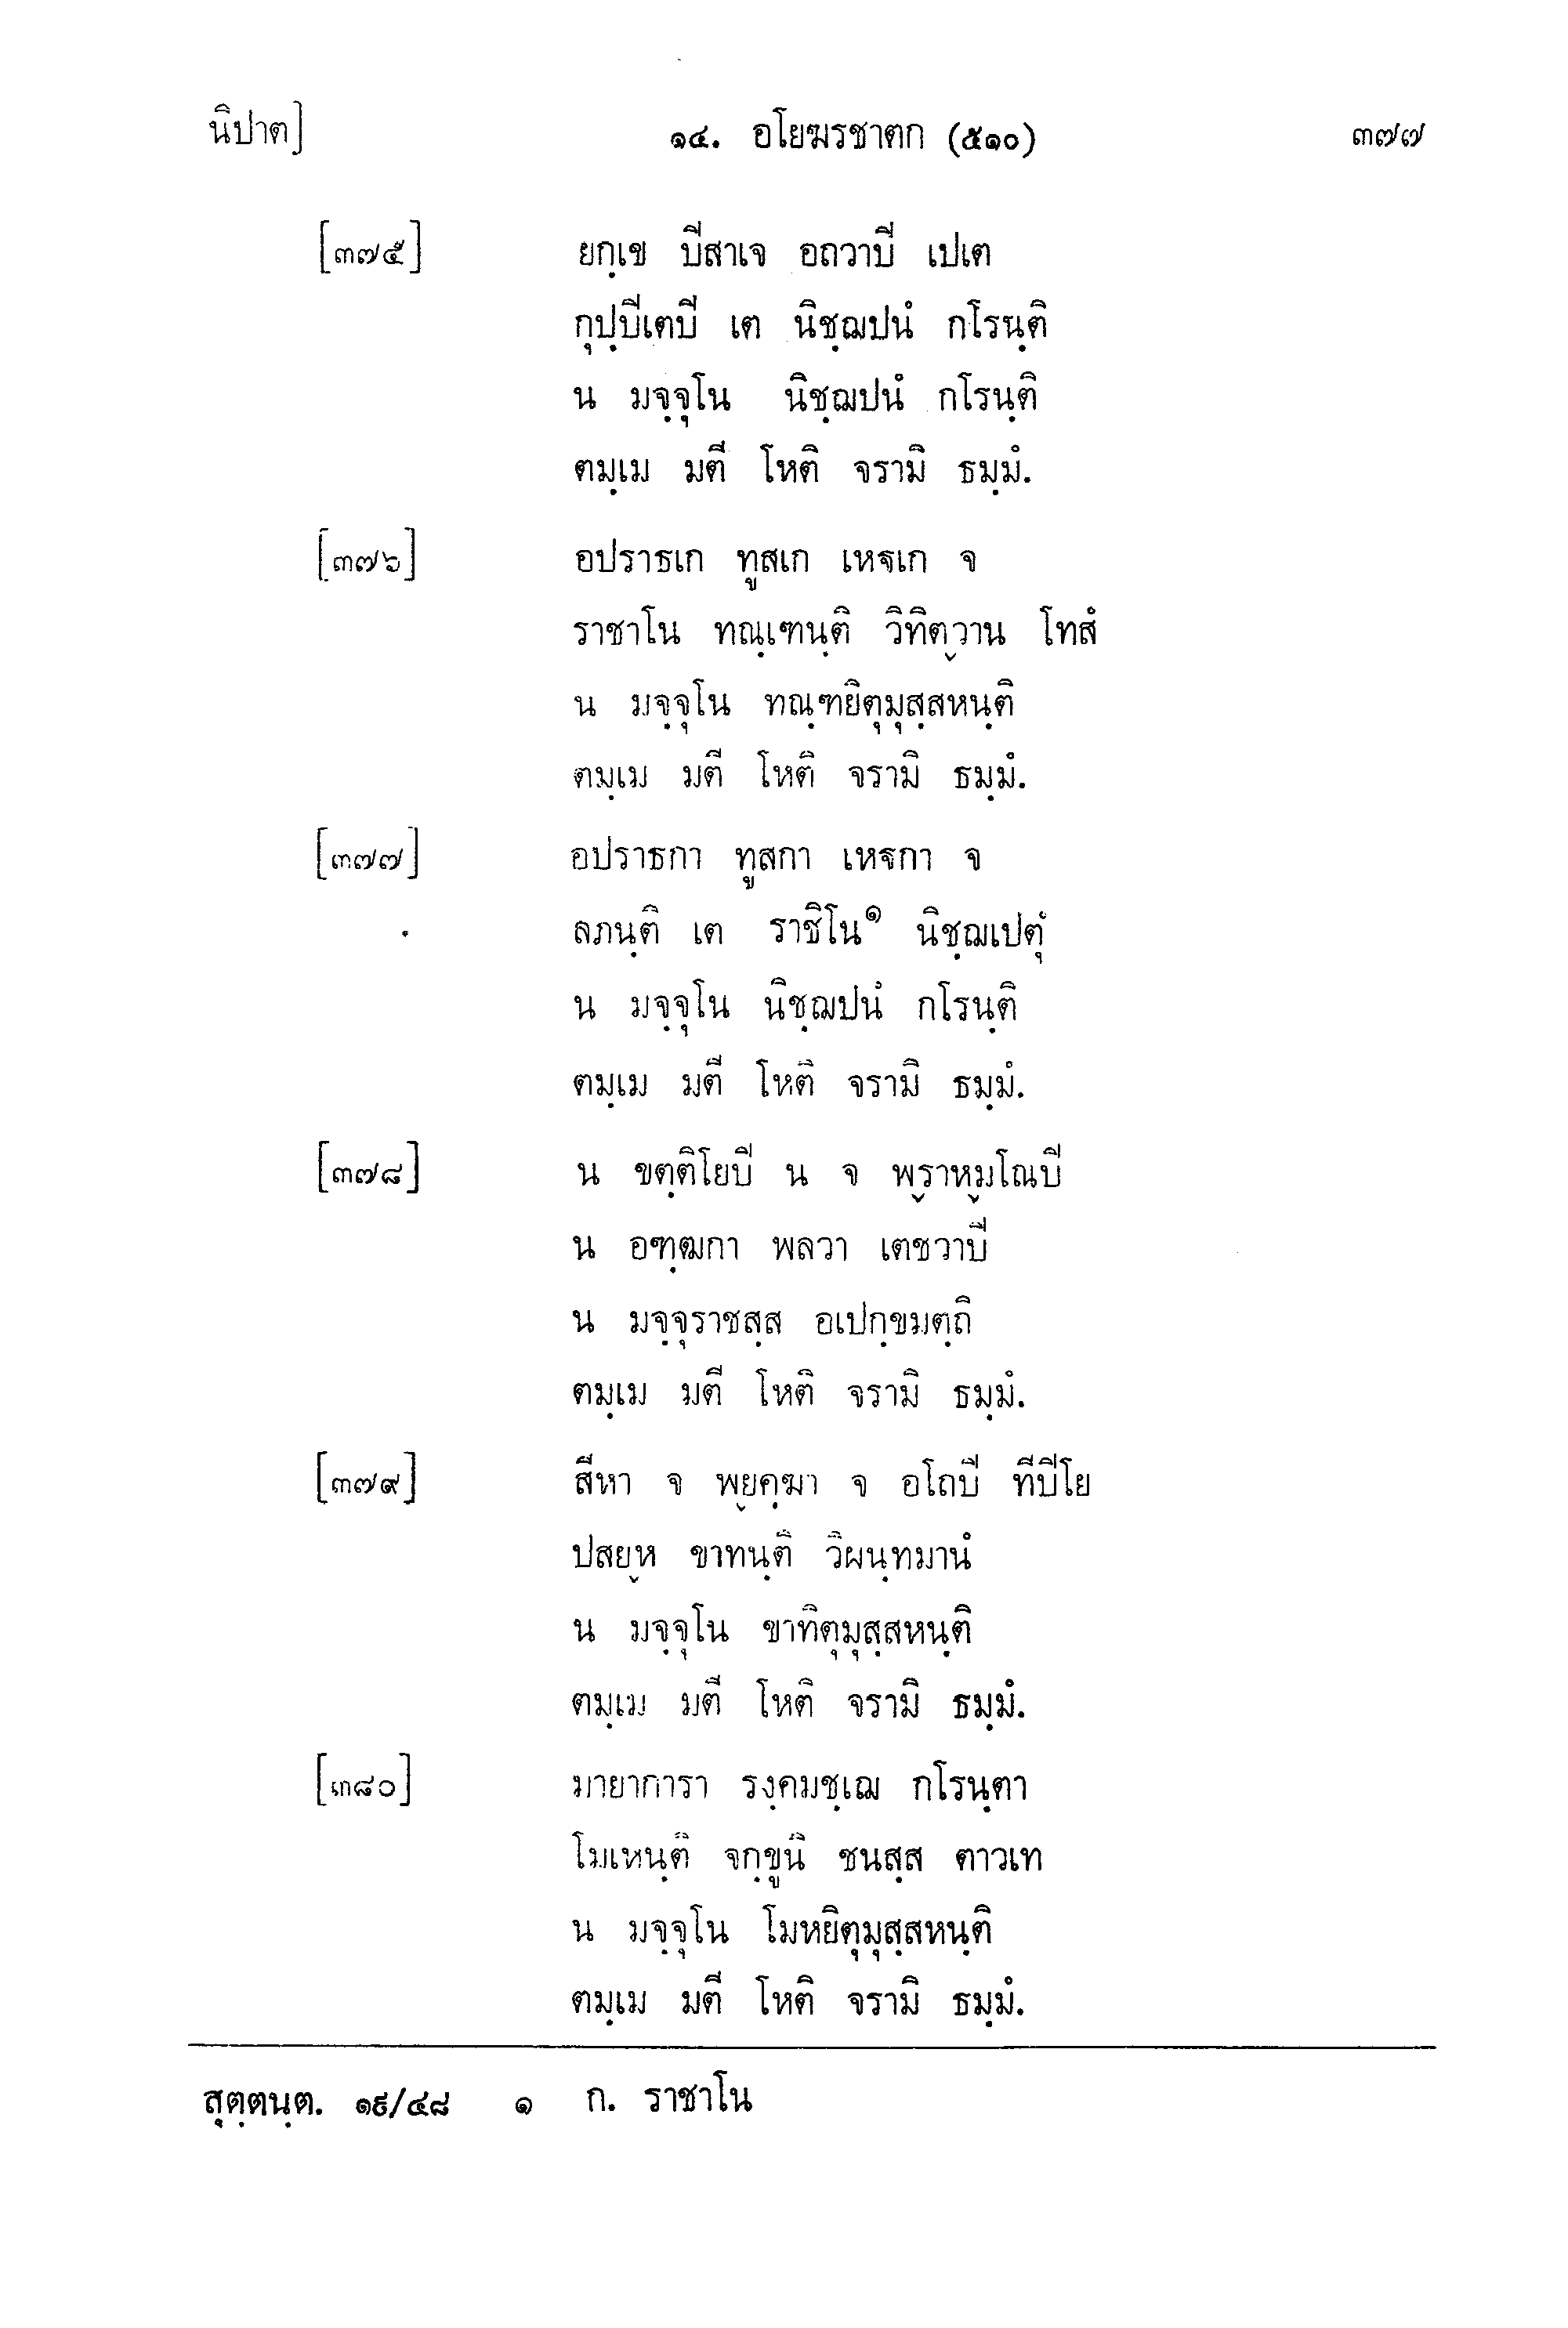 นิปาต] ๑๔. อโยฆรชาตก (๕๑๐) ๓๗๗
[๓๗๕] ยกฺเข ปิสาเจ อถวาปิ เปเต
กุปฺปิเตปิ เต นิชฺฌปนํ กโรนฺติ
น มจฺจุโน นิชฺฌปนํ กโรนฺติ
ตมฺเม มตี โหติ จรามิ ธมฺมํ.
[๓๗๖] อปราธเก ทูสเก เหฐเก จ
ราชาโน ทณฺเฑนฺติ วิทิต๎วาน โทสํ
น มจฺจุโน ทณฺฑยิตุมุสฺสหนฺติ
ตมฺเม มตี โหติ จรามิ ธมฺมํ.
[๓๗๗] อปราธกา ทูสกา เหฐกา จ
ลภนฺติ เต ราชิโน๑ นิชฺฌเปตุํ
น มจฺจุโน นิชฺฌปนํ กโรนฺติ
ตมฺเม มตี โหติ จรามิ ธมฺมํ.
[๓๗๘] น ขตฺติโยปิ น จ พ๎ราห๎มโณปิ
น อฑฺฒกา พลวา เตชวาปิ
น มจฺจุราชสฺส อเปกฺขมตฺถิ
ตมฺเม มตี โหติ จรามิ ธมฺมํ.
[๓๗๙] สีหา จ พ๎ยคฺฆา จ อโถปิ ทีปิโย
ปสย๎ห ขาทนฺติ วิผนฺทมานํ
น มจฺจุโน ขาทิตุมุสฺสหนฺติ
ตมฺเม มตี โหติ จรามิ ธมฺมํ.
[๓๘๐] มายาการา รงฺคมชฺเฌ กโรนฺตา
โมเหนฺติ จกฺขูนิ ชนสฺส ตาวเท
น มจฺจุโน โมหยิตุมุสฺสหนฺติ
ตมฺเม มตี โหติ จรามิ ธมฺมํ.
สุตฺตนฺต. ๑๙/๔๘ ๑ ก. ราชาโน